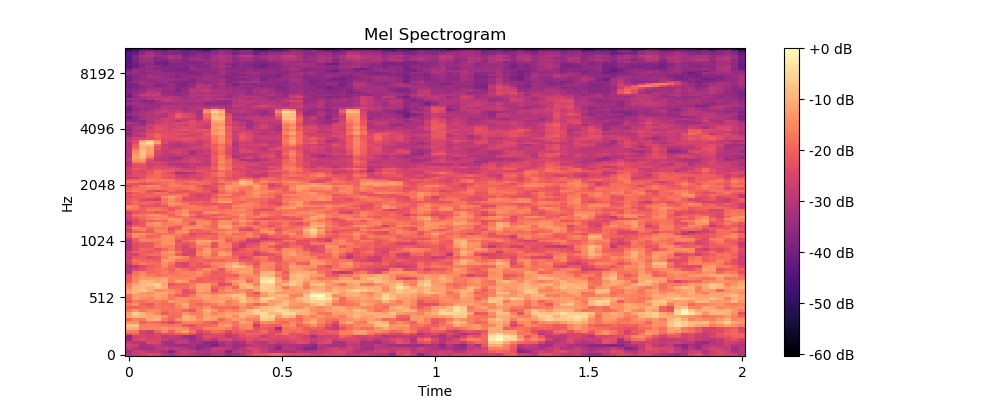 Mel Spectrogram
Hz
8192
4096
2048
1024
512
0
0 0.5 1 1.5 2
Time
+0 dB
-10 dB
-20 dB
-30 dB
-40 dB
-50 dB
-60 dB